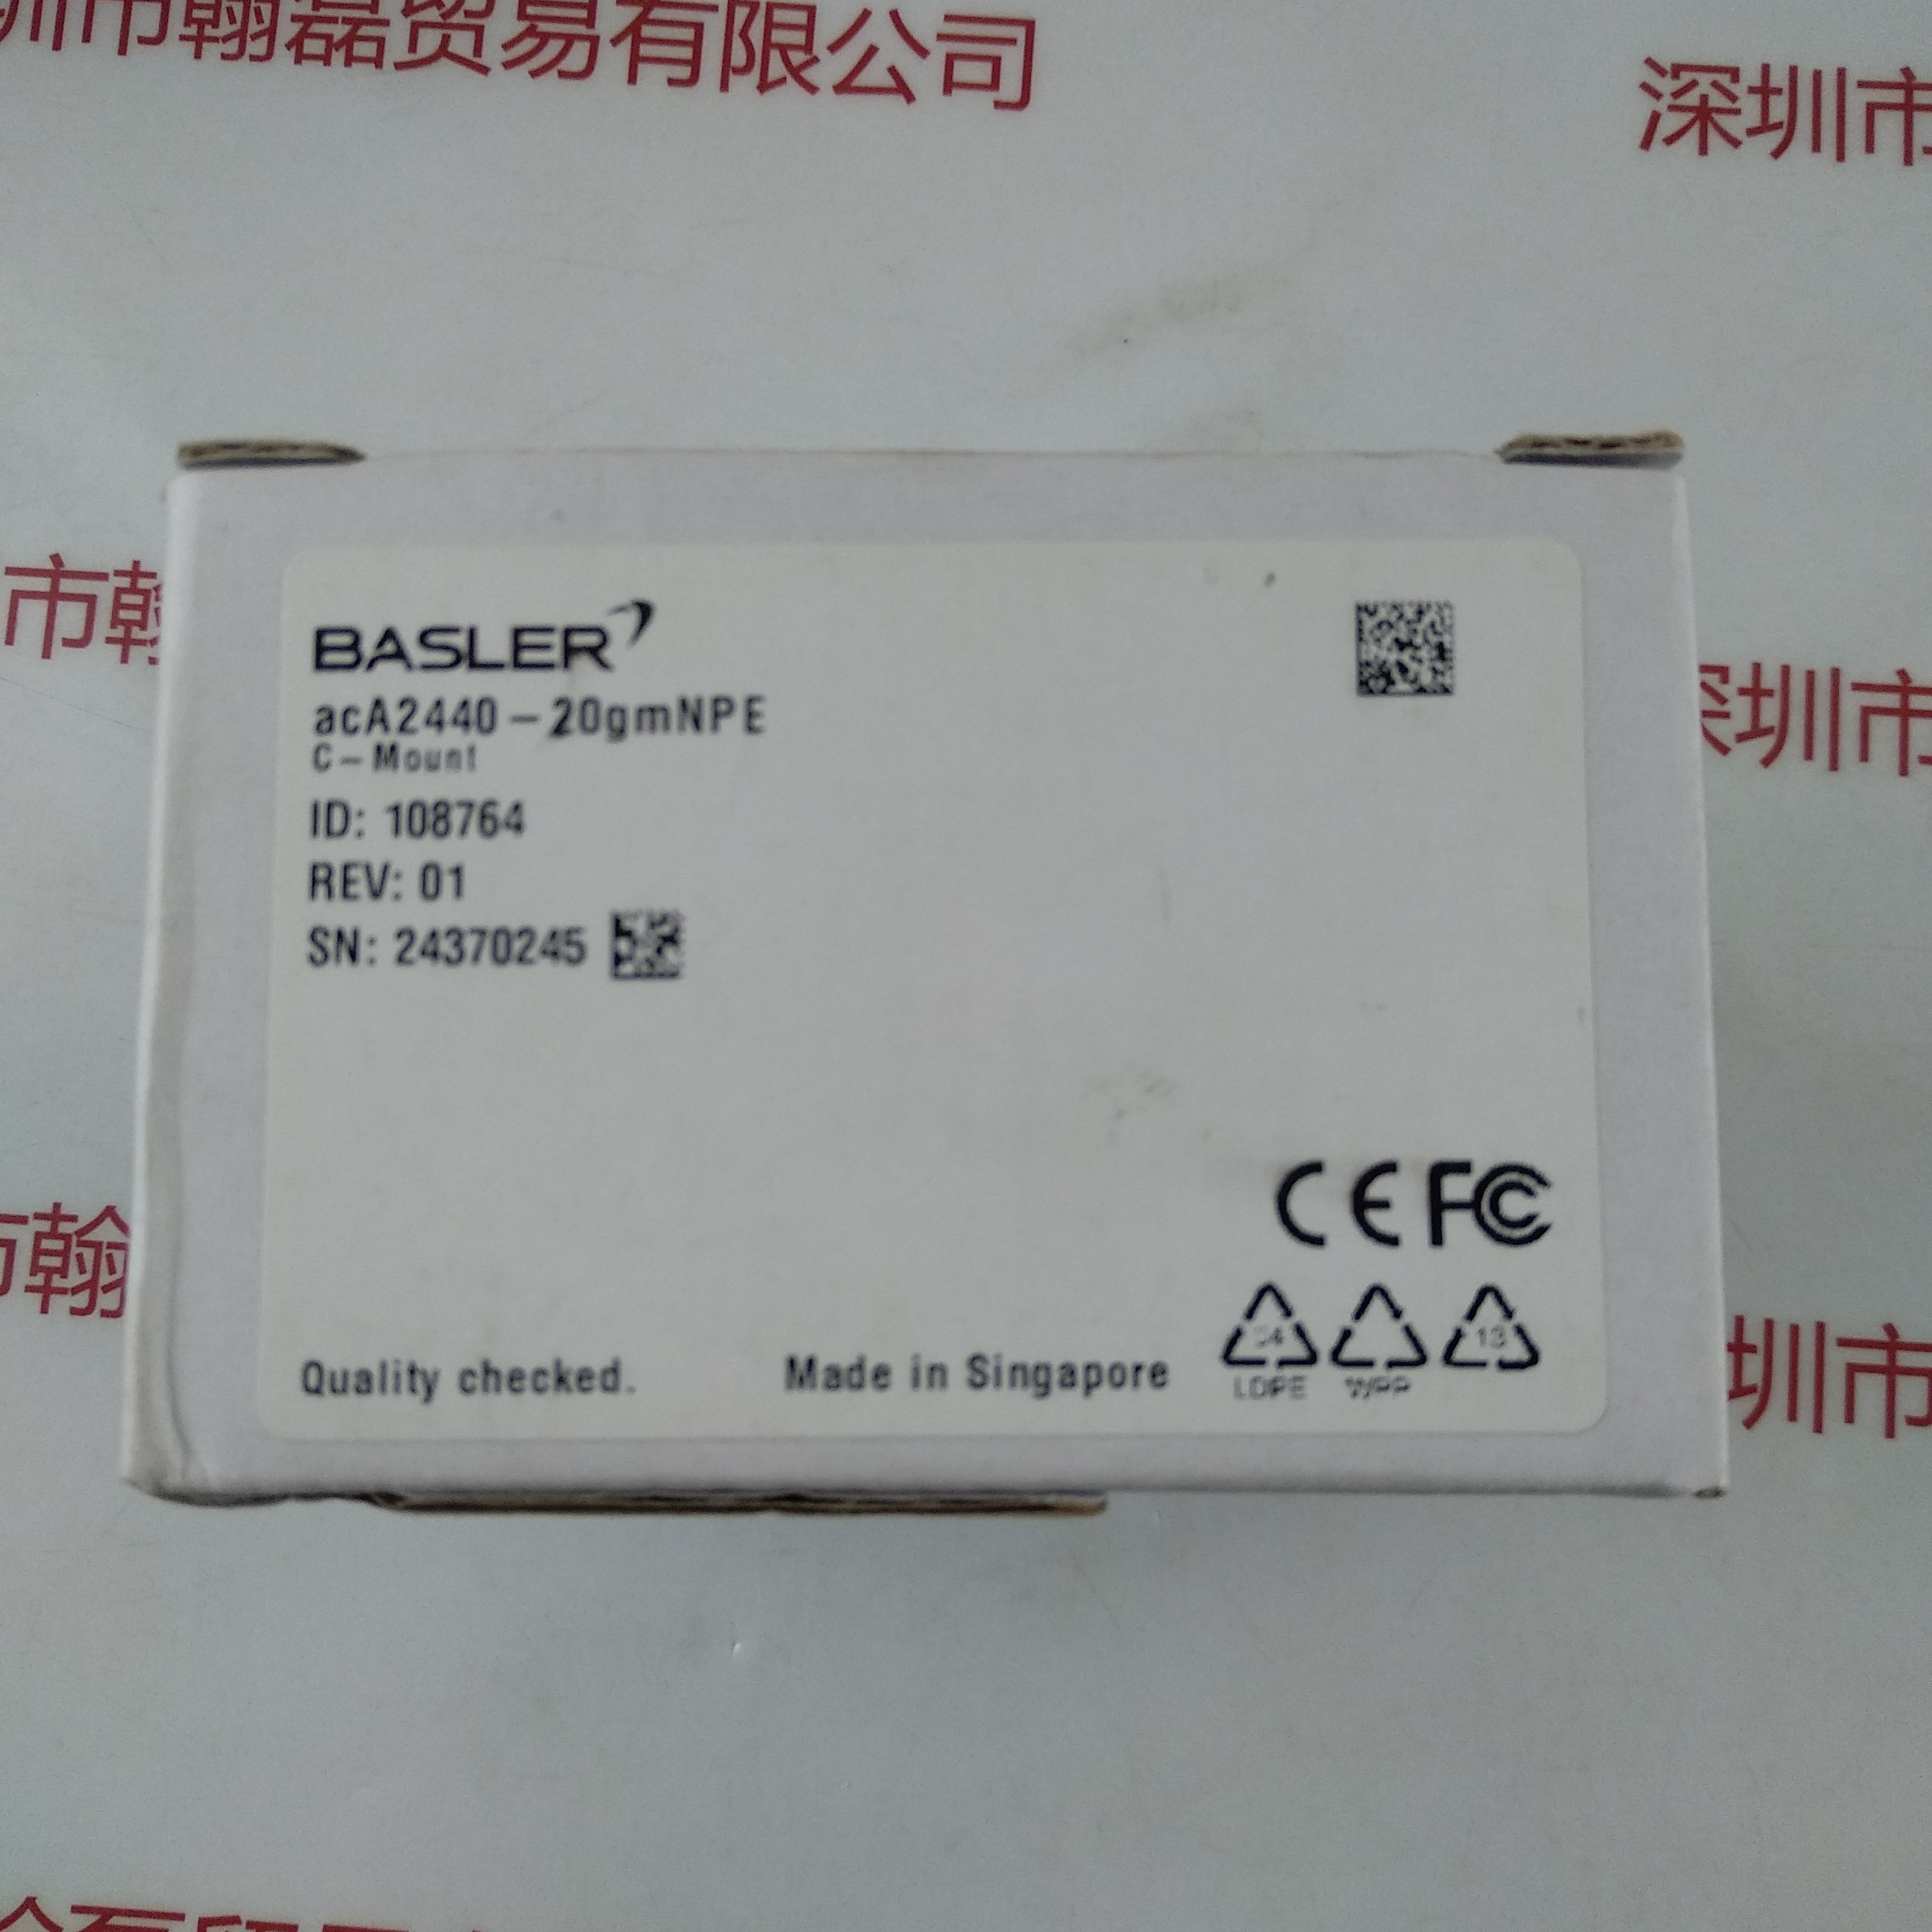 圳市翰磊贸易有限公司
深圳市
市翰
深圳市
BASLER
acA2440-20gmNPE
C-Mount
ID: 108764
REV: 01
SN: 24370245
市翰
圳市
CE FC
13
LDPE
Quality checked.
Made in Singapore